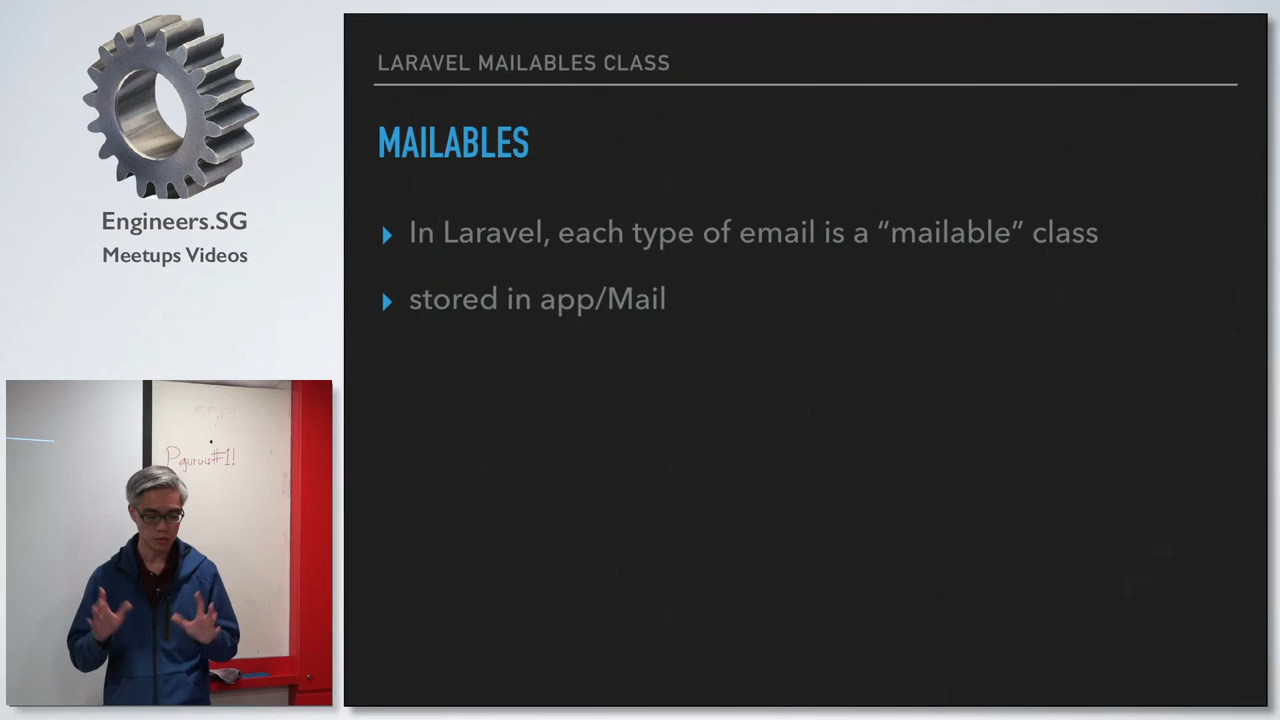 Engineers.SG
Meetups Videos
LARAVEL MAILABLES CLASS
MAILABLES
In Laravel, each type of email is a “mailable” class
stored in app/Mail